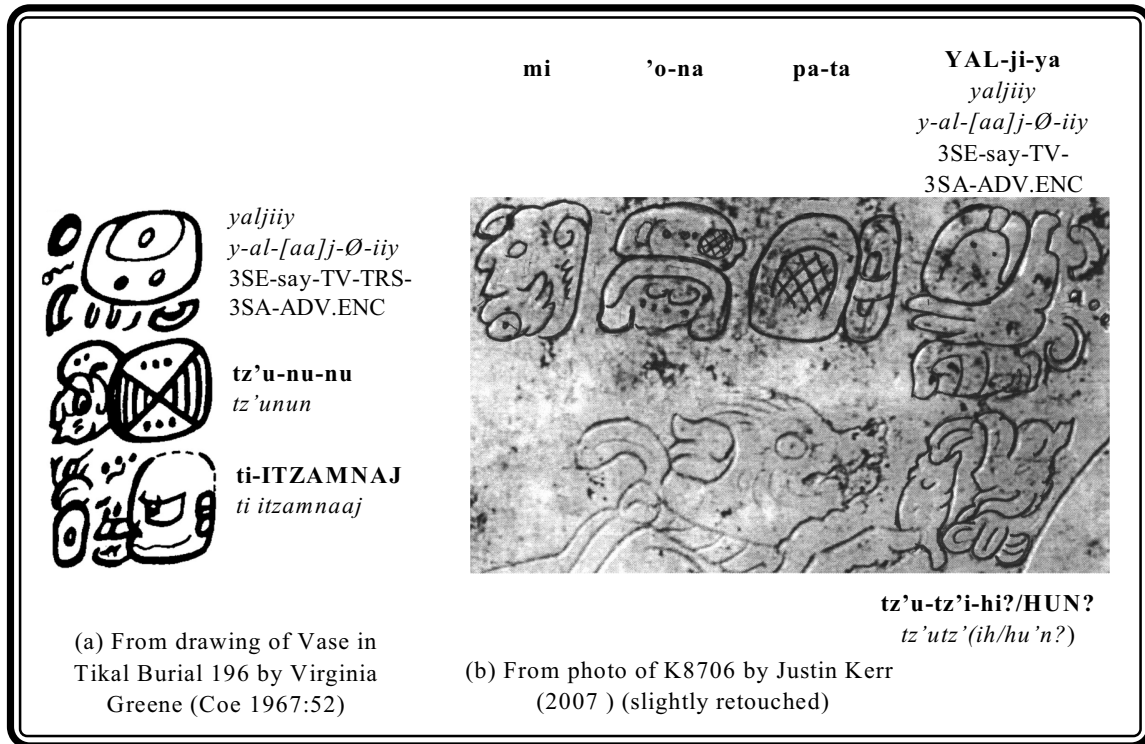 mi ’o-na pa-ta YAL-ji-ya
yaljiiy
y-al-[aa]j-Ø-iiy
3SE-say-TV-
3SA-ADV.ENC
yaljiiy
y-al-[aa]j-Ø-iiy
3SE-say-TV-TRS-
3SA-ADV.ENC
tz’u-nu-nu
tz’unun
ti-ITZAMNAJ
ti itzamnaaj
tz’u-tz’i-hi?/HUN?
tz’utz’(ih/hu’n?)
(a) From drawing of Vase in
Tikal Burial 196 by Virginia
Greene (Coe 1967:52)
(b) From photo of K8706 by Justin Kerr
(2007 ) (slightly retouched)